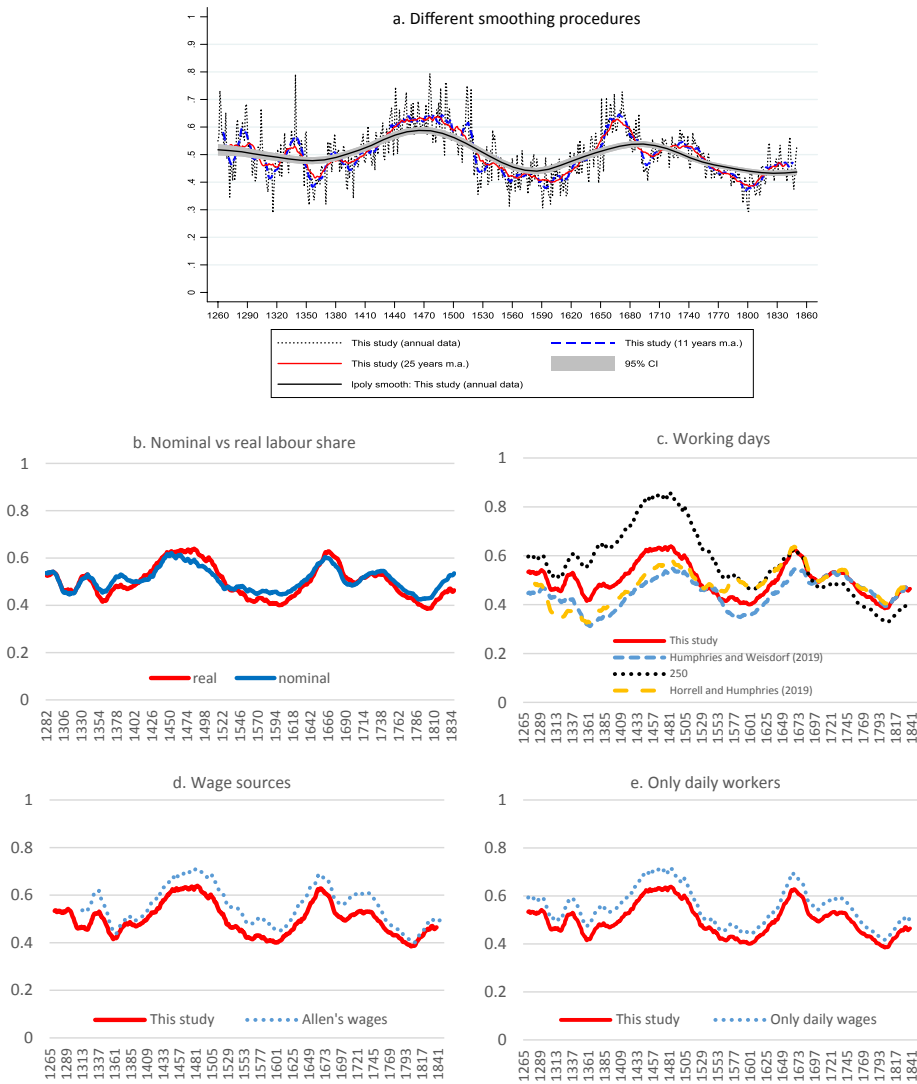 a. Different smoothing procedures
1
.9
.8
.7
.6
.5
.4
.3
.2
.1
0
1260 1290 1320 1350 1380 1410 1440 1470 1500 1530 1560 1590 1620 1650 1680 1710 1740 1770 1800 1830 1860
This study (annual data)
This study (11 years m.a.)
This study (25 years m.a.)
95% CI
lpoly smooth: This study (annual data)
b. Nominal vs real labour share
1
0.8
0.6
0.4
0.2
0
real
nominal
1282 1306 1330 1354 1378 1402 1426 1450 1474 1498 1522 1546 1570 1594 1618 1642 1666 1690 1714 1738 1762 1786 1810 1834
c. Working days
1
0.8
0.6
0.4
0.2
0
This study
Humphries and Weisdorf (2019)
250
Horrell and Humphries (2019)
1265 1289 1313 1337 1361 1385 1409 1433 1457 1481 1505 1529 1553 1577 1601 1625 1649 1673 1697 1721 1745 1769 1793 1817 1841
d. Wage sources
1
0.8
0.6
0.4
0.2
0
This study
Allen's wages
1265 1289 1313 1337 1361 1385 1409 1433 1457 1481 1505 1529 1553 1577 1601 1625 1649 1673 1697 1721 1745 1769 1793 1817 1841
e. Only daily workers
1
0.8
0.6
0.4
0.2
0
This study
Only daily wages
1265 1289 1313 1337 1361 1385 1409 1433 1457 1481 1505 1529 1553 1577 1601 1625 1649 1673 1697 1721 1745 1769 1793 1817 1841